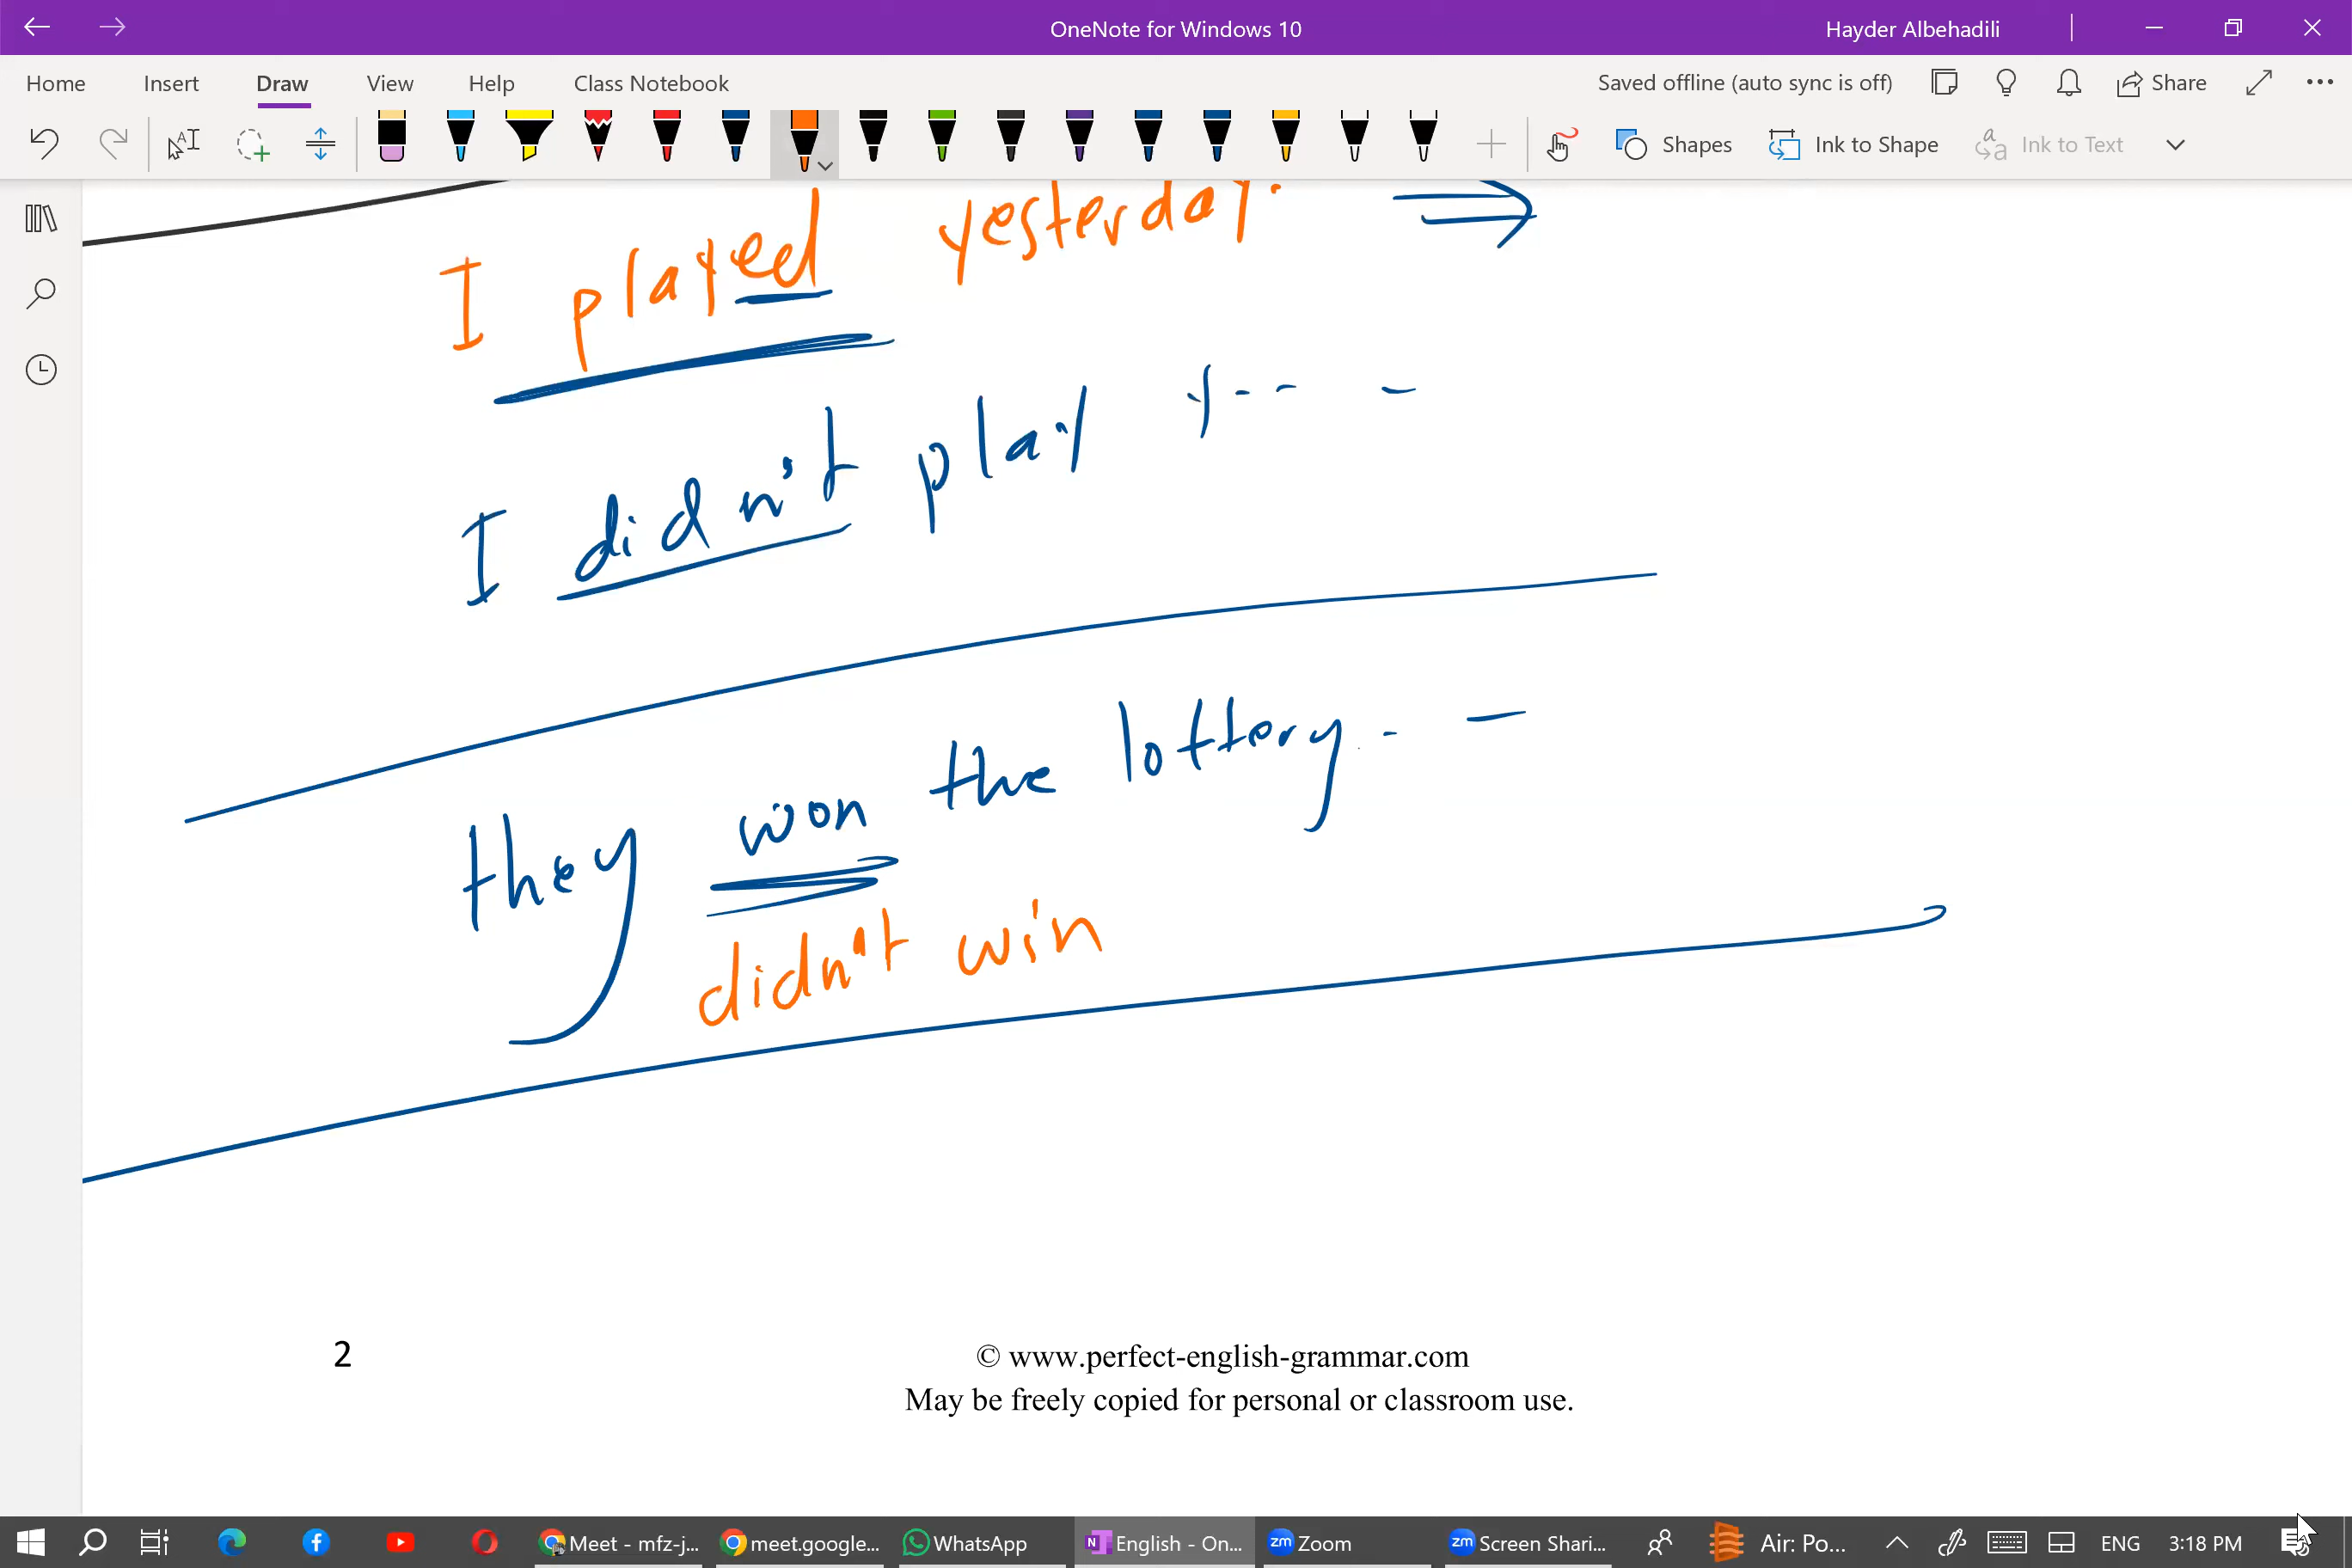 OneNote for Windows 10
Hayder Albehadili
Home Insert Draw View Help Class Notebook
Saved offline (auto sync is off)
Share
Shapes
Ink to Shape
Ink to Text
I played yesterday.
I didn't play y-- -
they won the lottery.- -
didn't win
2
© www.perfect-english-grammar.com
May be freely copied for personal or classroom use.
Meet - mfz-j... meet.google... WhatsApp English - On... Zoom Screen Shari... Air: Po... ENG 3:18 PM